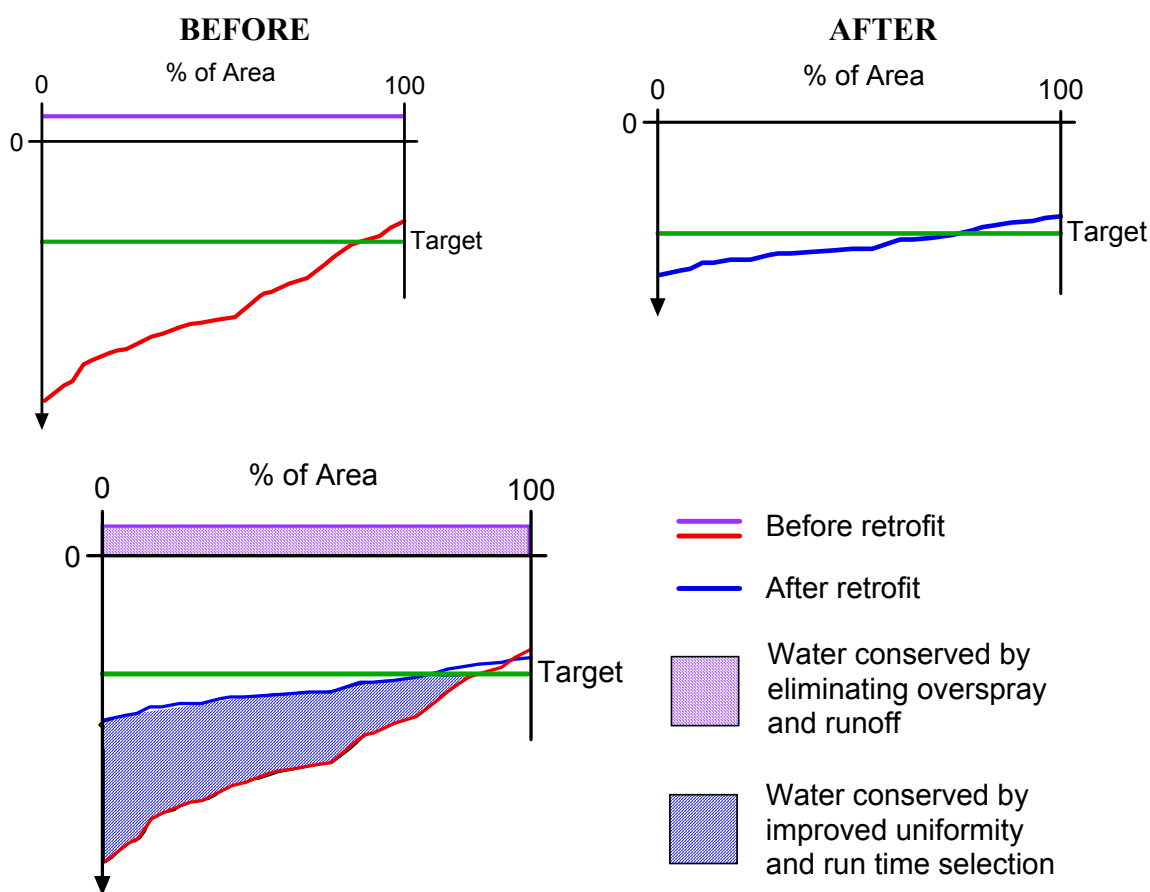 BEFORE
% of Area
0
100
0
Target
AFTER
% of Area
0
100
0
Target
% of Area
0
100
0
Target
Before retrofit
After retrofit
Water conserved by
eliminating overspray
and runoff
Water conserved by
improved uniformity
and run time selection